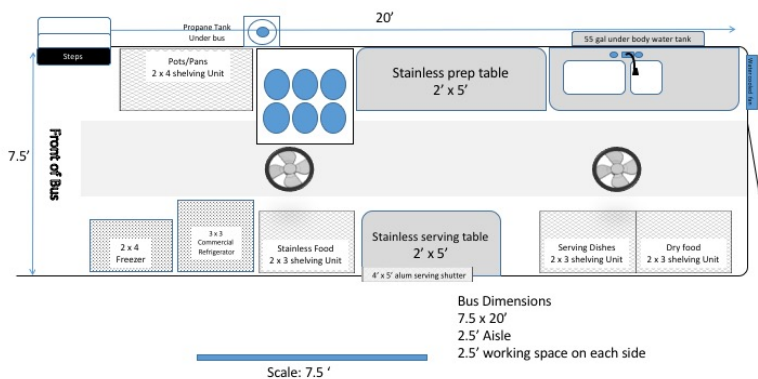 20’
Propane Tank
Under bus
55 gal under body water tank
Steps
Pots/Pans
2 x 4 shelving Unit
Stainless prep table
2’ x 5’
Water cooled fan
7.5’
Front of Bus
2 x 4
Freezer
3 x 3
Commercial
Refrigerator
Stainless Food
2 x 3 shelving Unit
Stainless serving table
2’ x 5’
4’ x 5’ alum serving shutter
Serving Dishes
2 x 3 shelving Unit
Dry food
2 x 3 shelving Unit
Bus Dimensions
7.5 x 20’
2.5’ Aisle
2.5’ working space on each side
Scale: 7.5 ‘